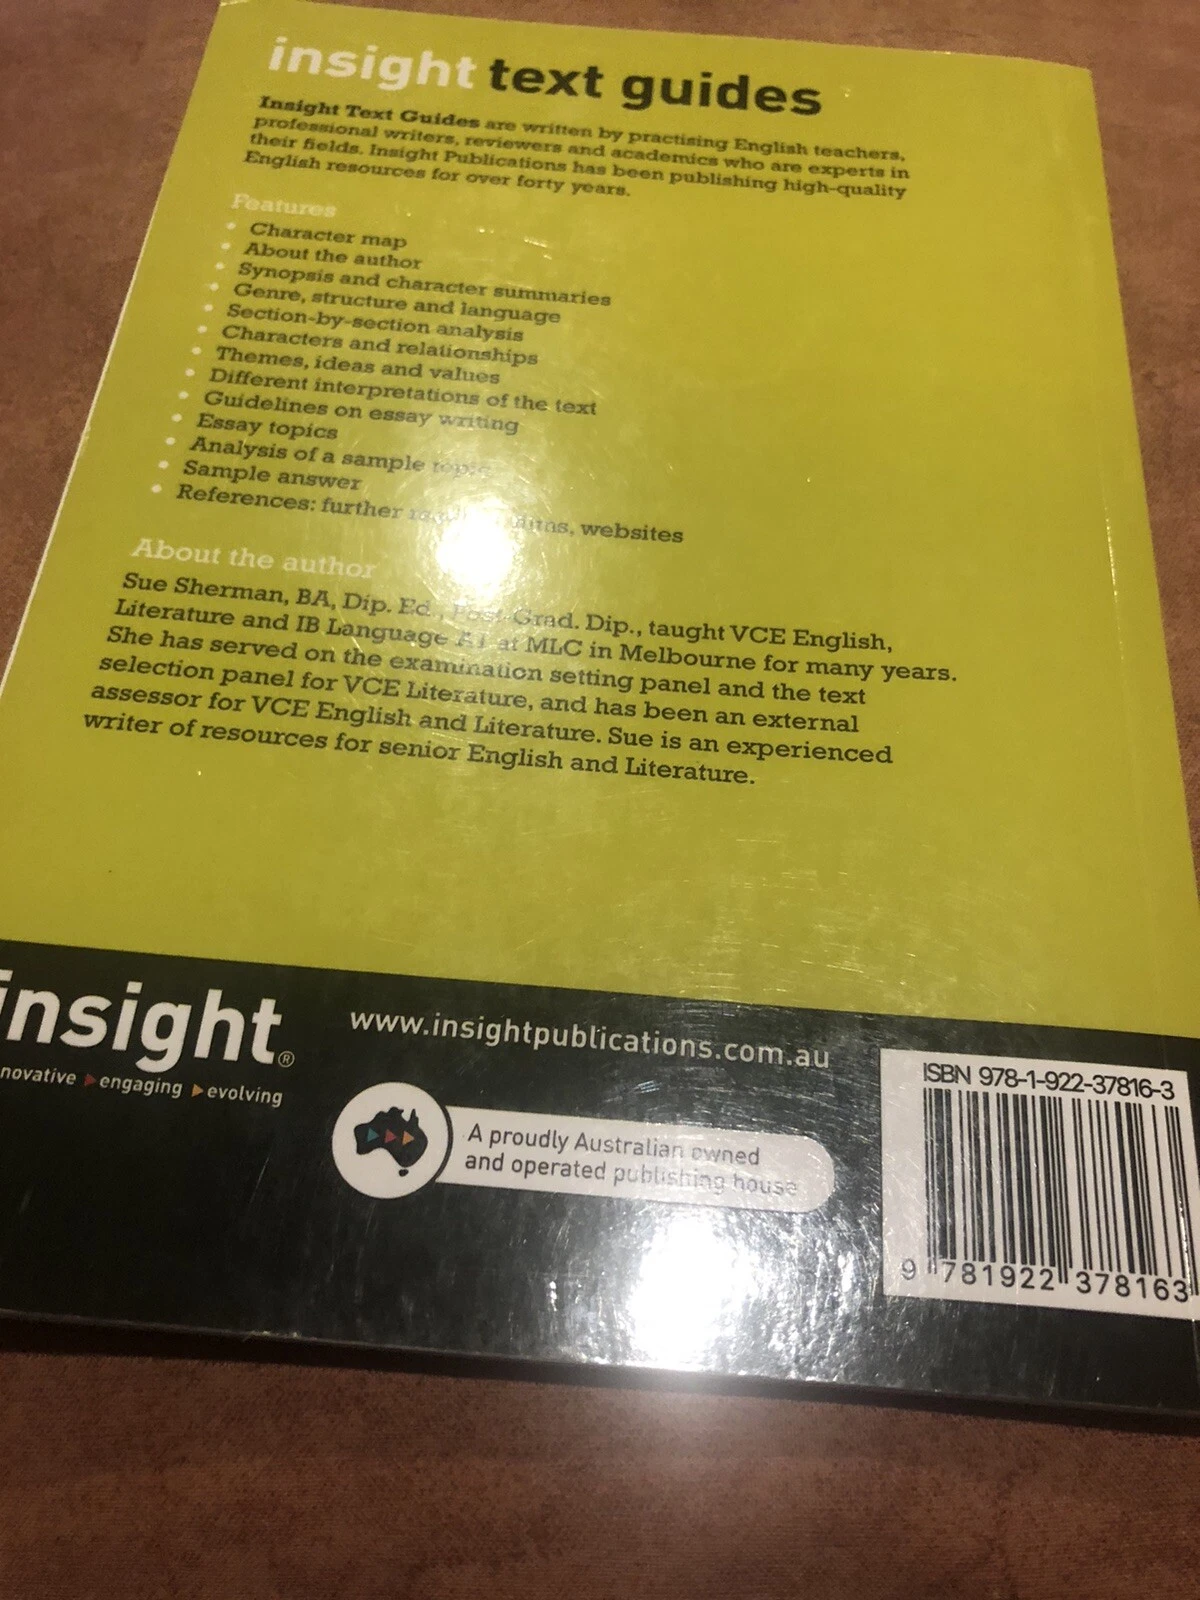 insight text guides
Insight Text Guides are written by practising English teachers,
professional writers, reviewers and academics who are experts in
their fields. Insight Publications has been publishing high-quality
English resources for over forty years.
Features
• Character map
• About the author
• Synopsis and character summaries
• Genre, structure and language
• Section-by-section analysis
• Characters and relationships
• Themes, ideas and values
• Different interpretations of the text
• Guidelines on essay writing
• Essay topics
• Analysis of a sample topic
• Sample answer
• References: further websites
About the author
Sue Sherman, BA, Dip. Ed., Post-Grad. Dip., taught VCE English,
Literature and IB Language A1 at MLC in Melbourne for many years.
She has served on the examination setting panel and the text
selection panel for VCE Literature, and has been an external
assessor for VCE English and Literature. Sue is an experienced
writer of resources for senior English and Literature.
insight®
novative engaging evolving
www.insightpublications.com.au
A proudly Australian owned
and operated publishing house
ISBN 978-1-922-37816-3
9 781922 378163